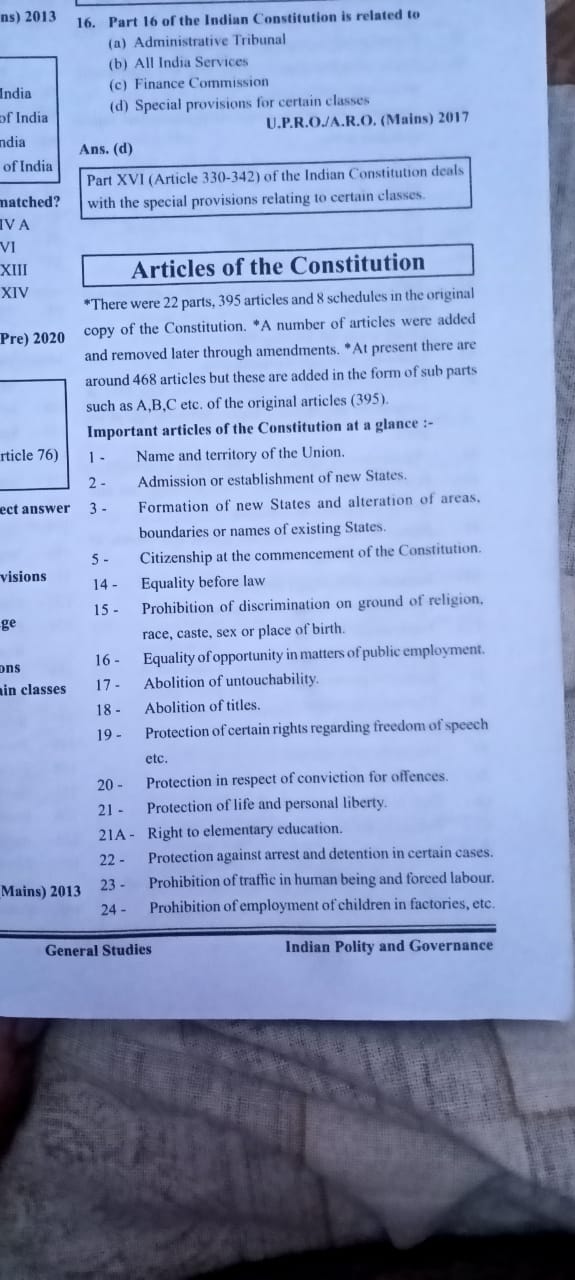 ns) 2013
India
of India
ndia
of India
natched?
IV A
VI
XIII
XIV
Pre) 2020
rticle 76)
ect answer
visions
ge
ons
ain classes
Mains) 2013
16. Part 16 of the Indian Constitution is related to
(a) Administrative Tribunal
(b) All India Services
(c) Finance Commission
(d) Special provisions for certain classes
U.P.R.O./A.R.O. (Mains) 2017
Ans. (d)
Part XVI (Article 330-342) of the Indian Constitution deals
with the special provisions relating to certain classes.
Articles of the Constitution
*There were 22 parts, 395 articles and 8 schedules in the original
copy of the Constitution. *A number of articles were added
and removed later through amendments. *At present there are
around 468 articles but these are added in the form of sub parts
such as A,B,C etc. of the original articles (395).
Important articles of the Constitution at a glance :-
1 - Name and territory of the Union.
2 - Admission or establishment of new States.
3 - Formation of new States and alteration of areas,
boundaries or names of existing States.
5 - Citizenship at the commencement of the Constitution.
14 - Equality before law
15 - Prohibition of discrimination on ground of religion,
race, caste, sex or place of birth.
16 - Equality of opportunity in matters of public employment.
17 - Abolition of untouchability.
18 - Abolition of titles.
19 - Protection of certain rights regarding freedom of speech
etc.
20 - Protection in respect of conviction for offences.
21 - Protection of life and personal liberty.
21A - Right to elementary education.
22 - Protection against arrest and detention in certain cases.
23 - Prohibition of traffic in human being and forced labour.
24 - Prohibition of employment of children in factories, etc.
General Studies
Indian Polity and Governance